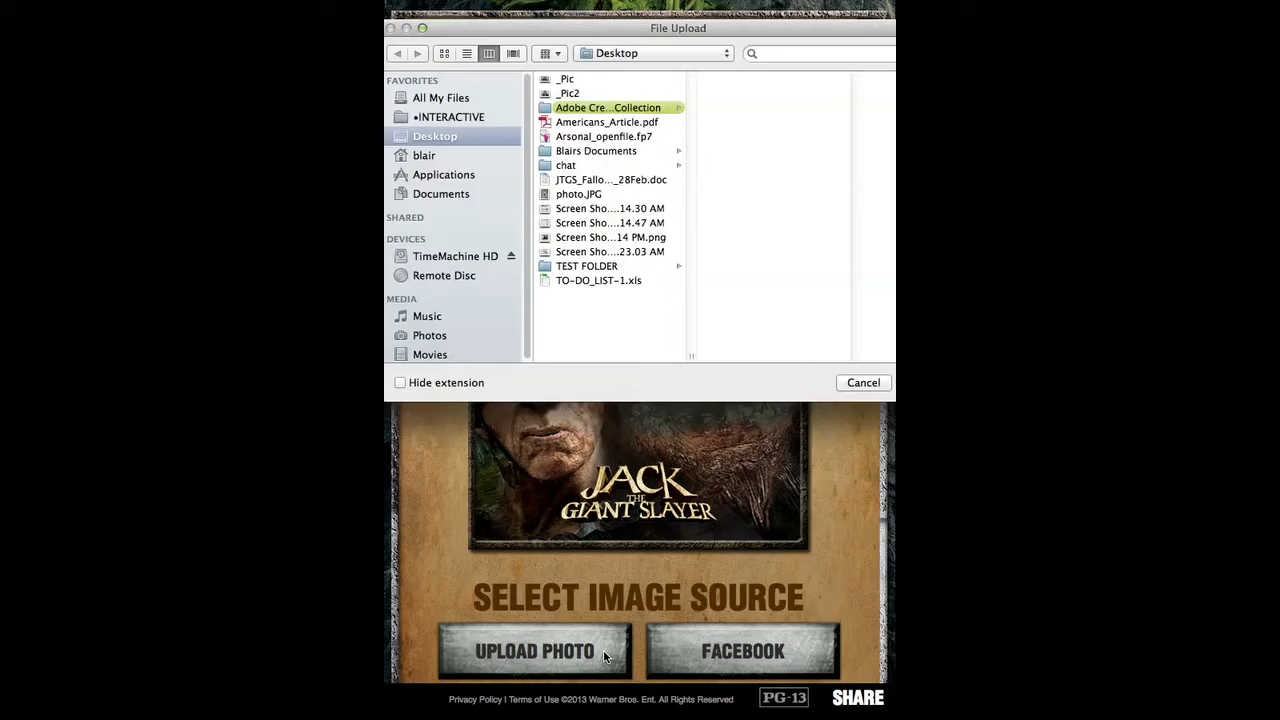 File Upload
Desktop
FAVORITES
All My Files
•INTERACTIVE
Desktop
blair
Applications
Documents
SHARED
DEVICES
TimeMachine HD
Remote Disc
MEDIA
Music
Photos
Movies
_Pic
_Pic2
Adobe Cre...Collection
Americans_Article.pdf
Arsonal_openfile.fp7
Blairs Documents
chat
JTGS_Fallo..._28Feb.doc
photo.JPG
Screen Sho....14.30 AM
Screen Sho....14.47 AM
Screen Sho...14 PM.png
Screen Sho....23.03 AM
TEST FOLDER
TO-DO_LIST-1.xls
Hide extension
Cancel
JACK
THE
GIANT SLAYER
SELECT IMAGE SOURCE
UPLOAD PHOTO
FACEBOOK
Privacy Policy | Terms of Use ©2013 Warner Bros. Ent. All Rights Reserved
PG-13
SHARE